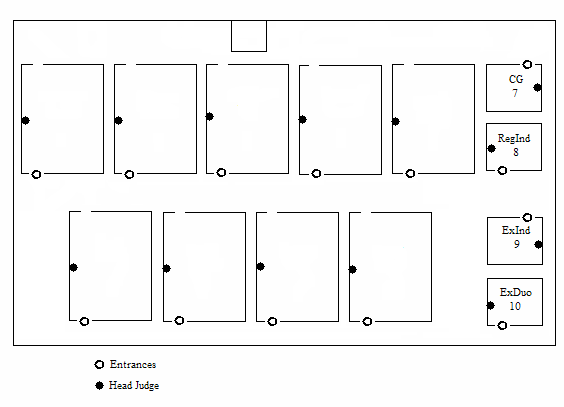 CG
7
RegInd
8
ExInd
9
ExDuo
10
Entrances
Head Judge